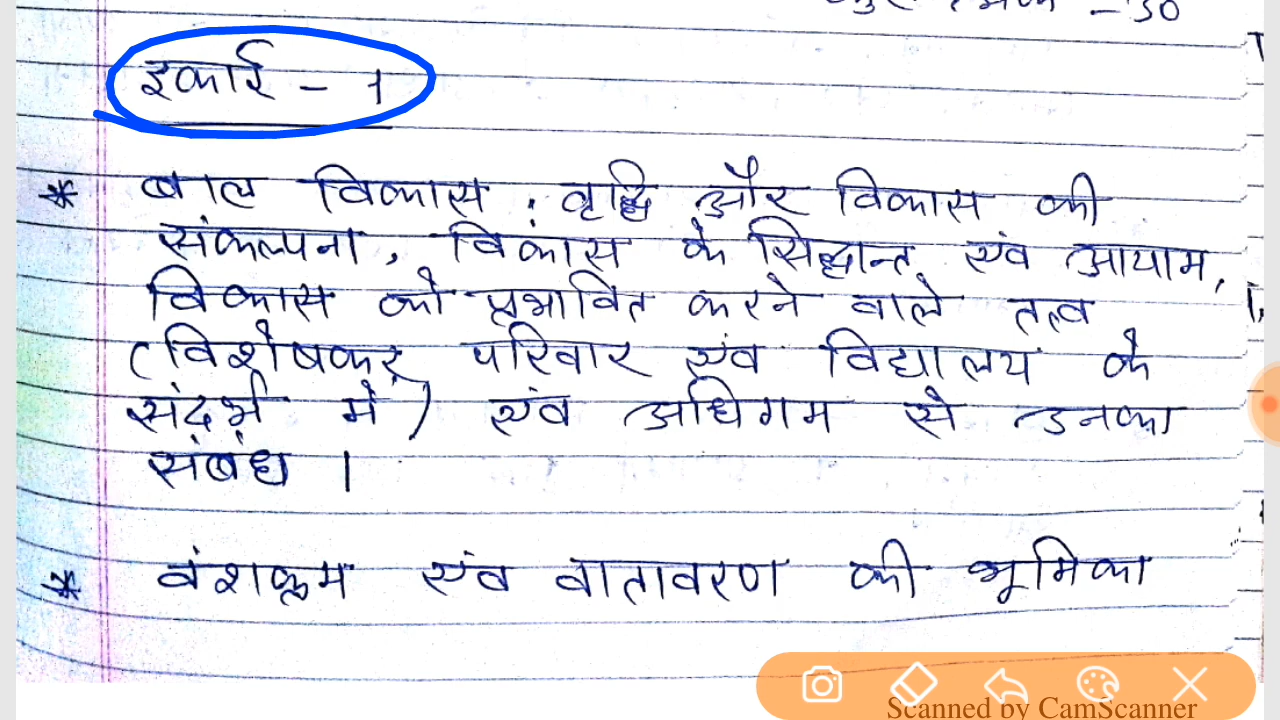 - 30
इकाई - 1
* बाल विकास : वृद्धि और विकास की
संकल्पना, विकास के सिद्धान्त एवं आयाम,
विकास को प्रभावित करने वाले तत्व
(विशेषकर परिवार एवं विद्यालय के
संदर्भ में) एवं अधिगम से उनका
संबंध ।
* वंशक्रम एवं वातावरण की भूमिका
Scanned by CamScanner